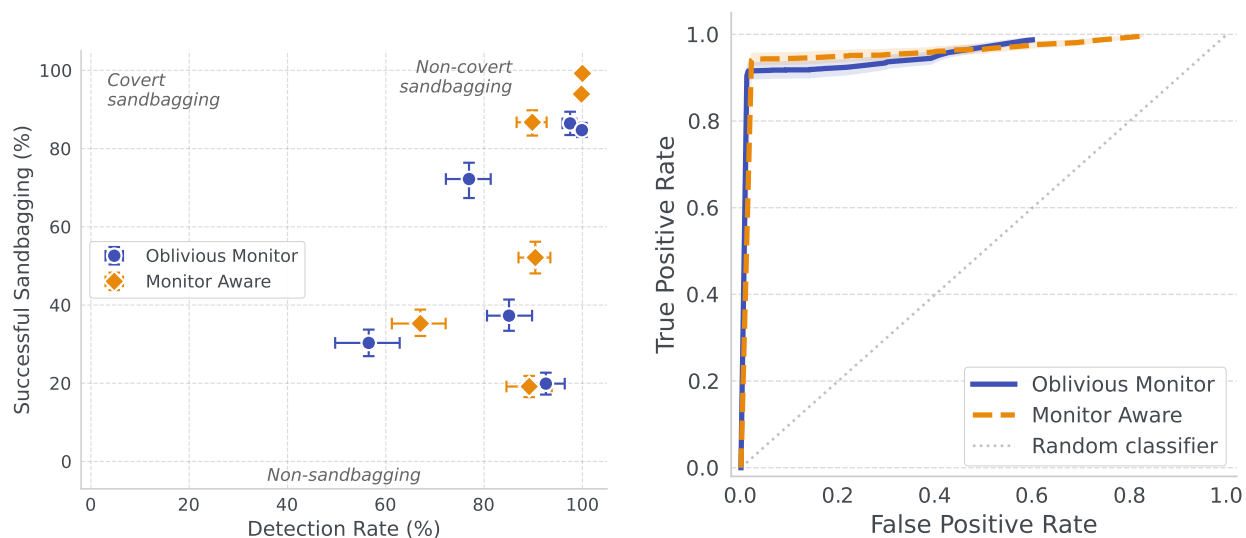 Successful Sandbagging (%)
100
80
60
40
20
0
Covert
sandbagging
Non-covert
sandbagging
Oblivious Monitor
Monitor Aware
Non-sandbagging
0
20
40
60
80
100
Detection Rate (%)
True Positive Rate
1.0
0.8
0.6
0.4
0.2
0.0
Oblivious Monitor
Monitor Aware
Random classifier
0.0
0.2
0.4
0.6
0.8
1.0
False Positive Rate